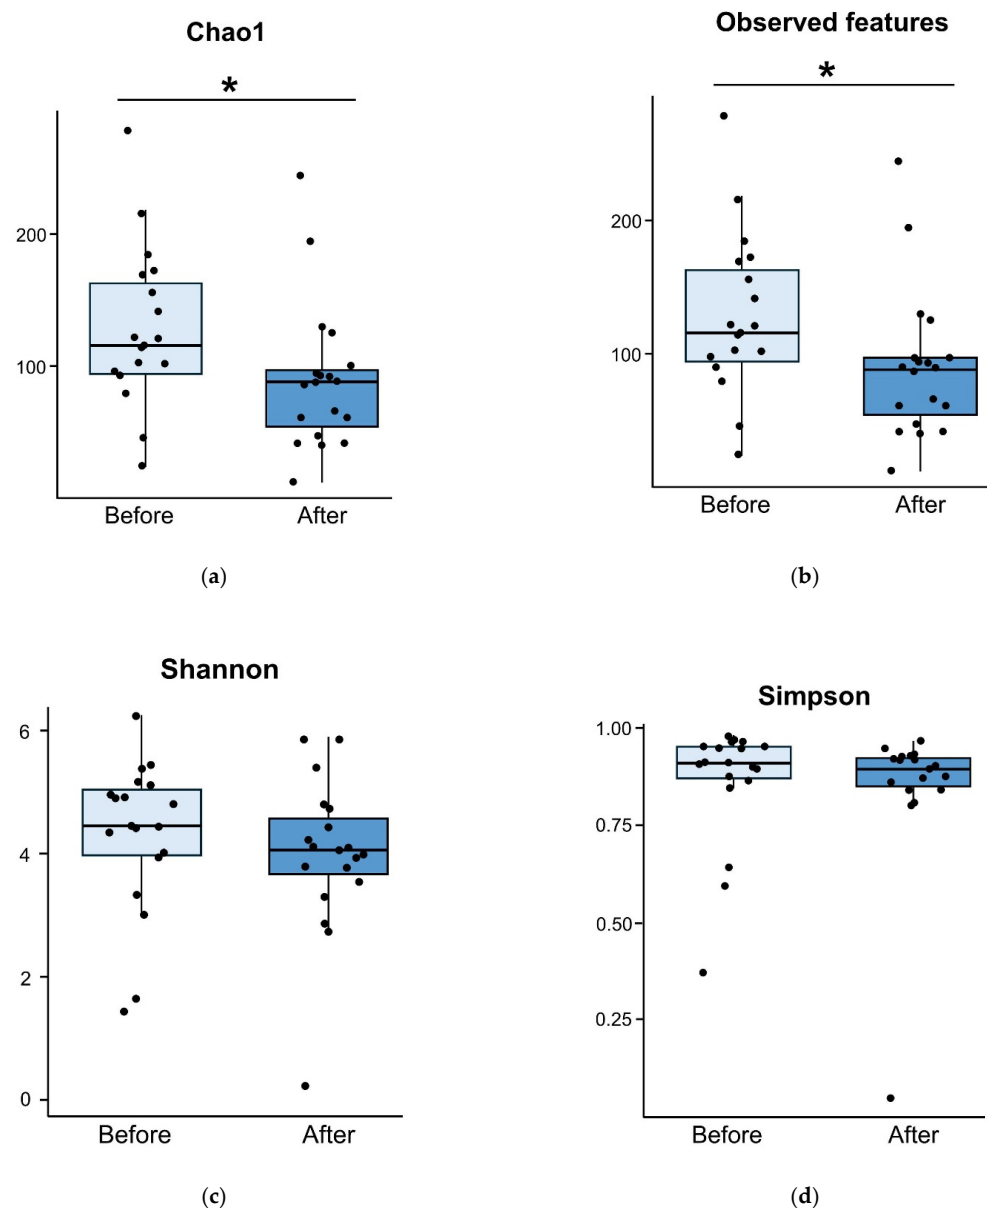 Chao1
*
200
100
Before After
(a)
Observed features
*
200
100
Before After
(b)
Shannon
6
4
2
0
Before After
(c)
Simpson
1.00
0.75
0.50
0.25
Before After
(d)